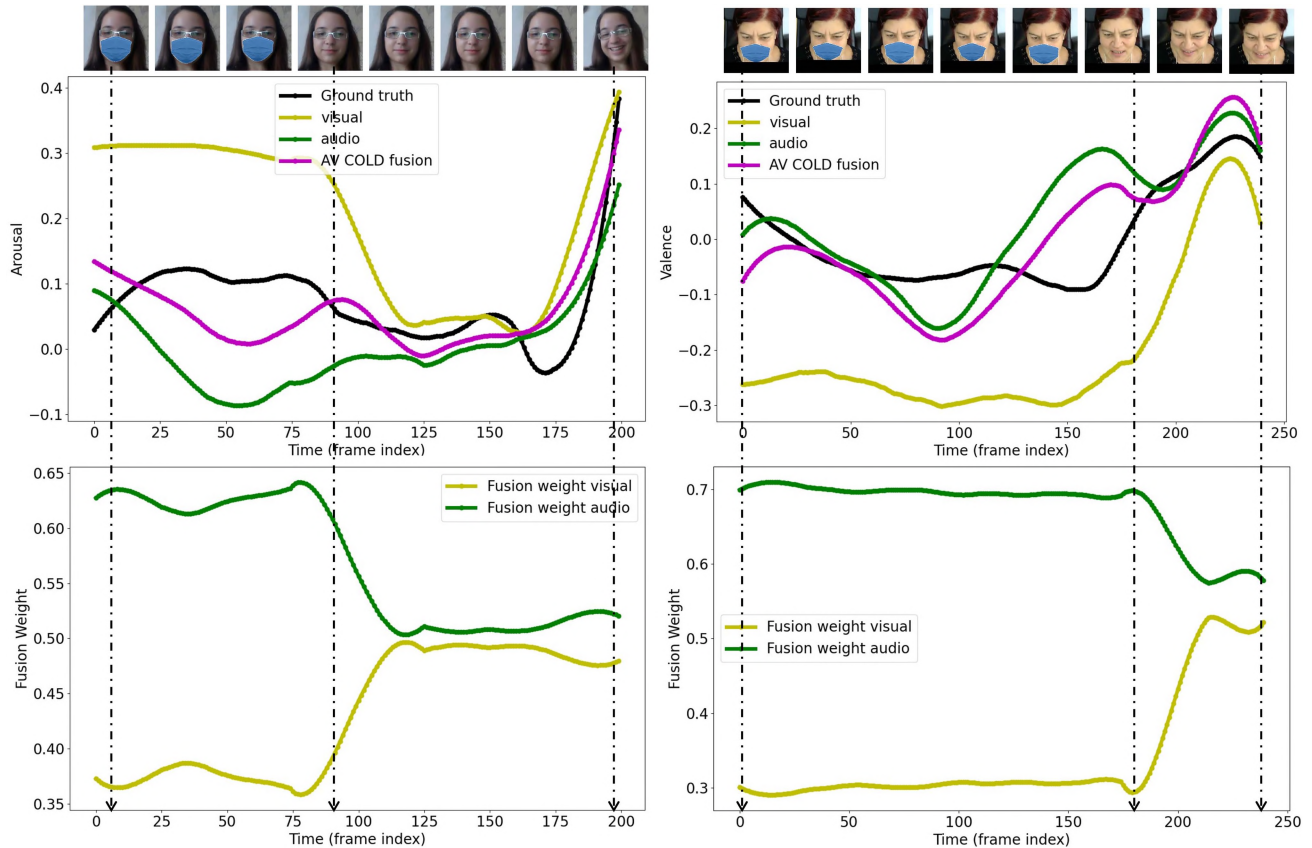 0.4
0.3
0.2
0.1
0.0
−0.1
Arousal
Ground truth
visual
audio
AV COLD fusion
0 25 50 75 100 125 150 175 200
Time (frame index)
0.2
0.1
0.0
−0.1
−0.2
−0.3
Valence
Ground truth
visual
audio
AV COLD fusion
0 50 100 150 200 250
Time (frame index)
0.65
0.60
0.55
0.50
0.45
0.40
0.35
Fusion Weight
Fusion weight visual
Fusion weight audio
0 25 50 75 100 125 150 175 200
Time (frame index)
0.7
0.6
0.5
0.4
0.3
Fusion Weight
Fusion weight visual
Fusion weight audio
0 50 100 150 200 250
Time (frame index)